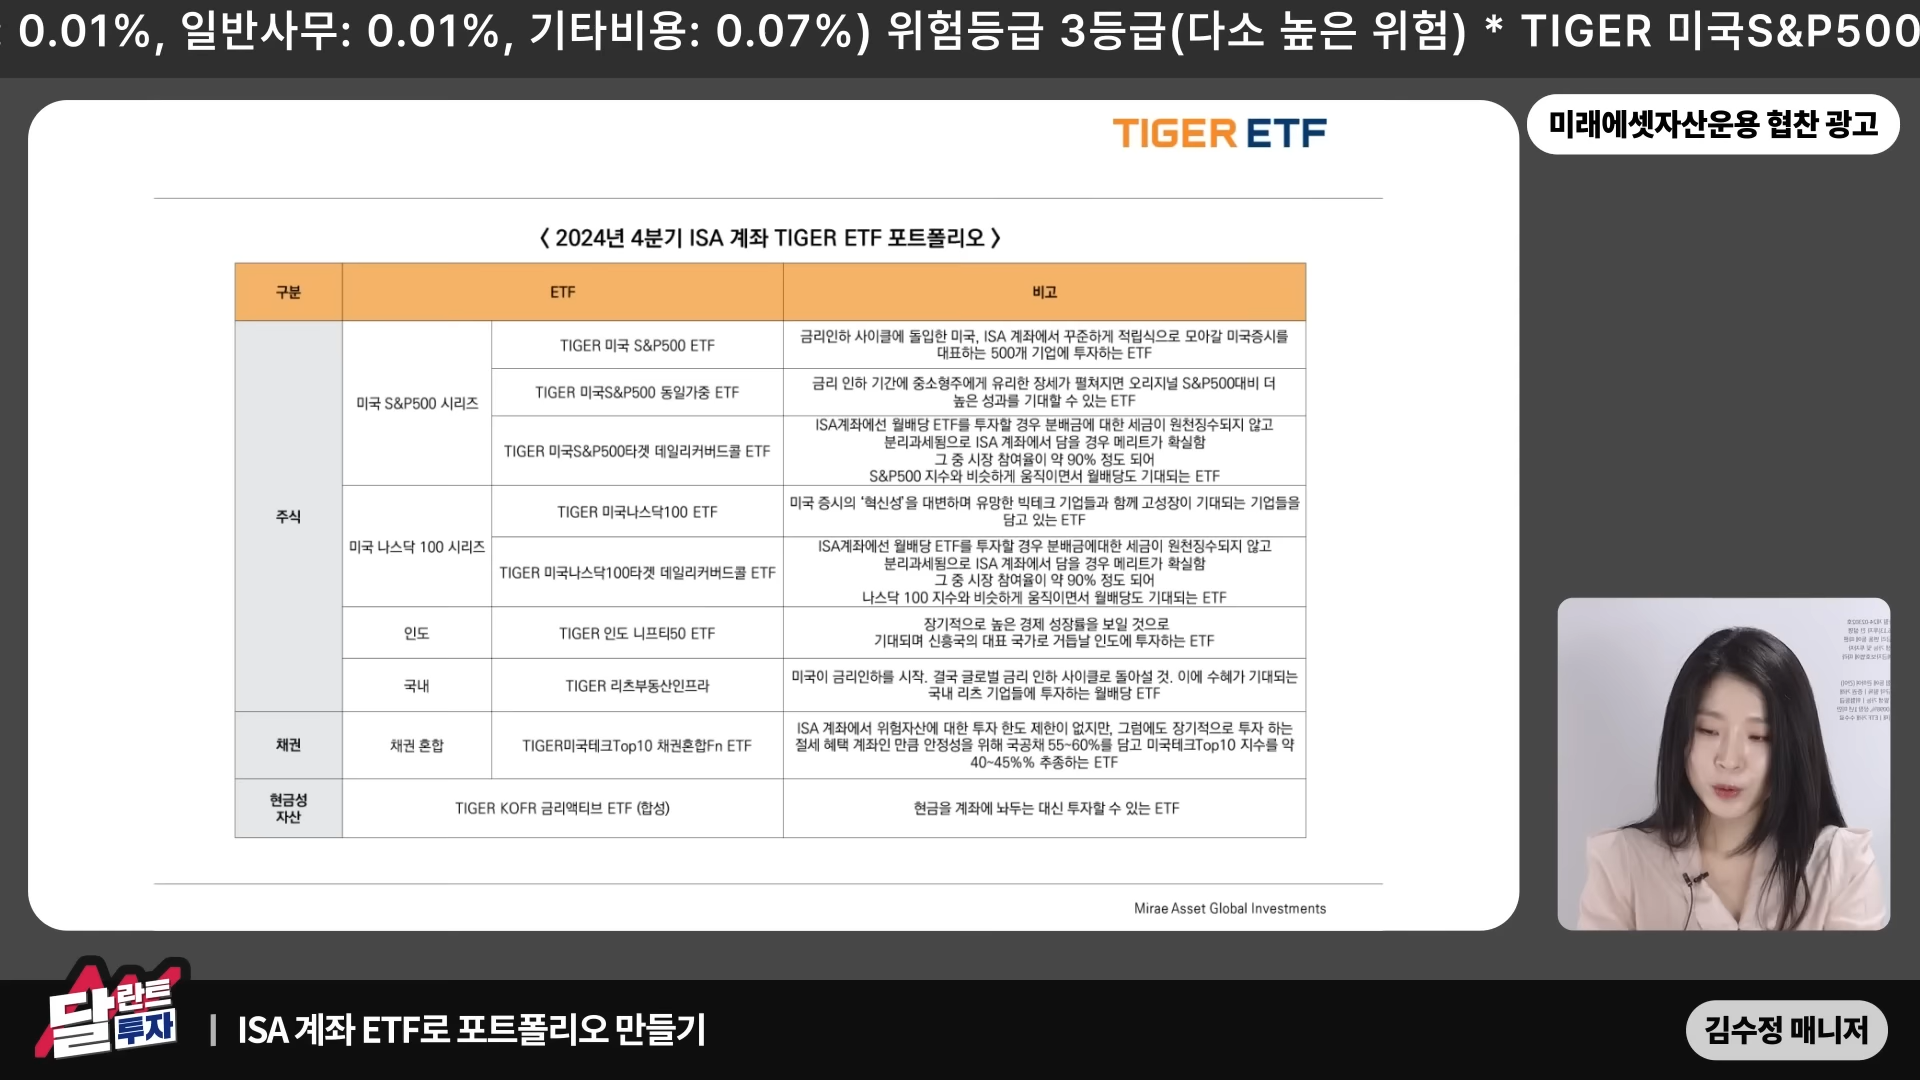 0.01%, 일반사무: 0.01%, 기타비용: 0.07%) 위험등급 3등급(다소 높은 위험) * TIGER 미국S&P500
미래에셋자산운용 협찬 광고
TIGER ETF
〈 2024년 4분기 ISA 계좌 TIGER ETF 포트폴리오 〉
구분
ETF
비고
주식
미국 S&P500 시리즈
TIGER 미국 S&P500 ETF
금리인하 사이클에 돌입한 미국, ISA 계좌에서 꾸준하게 적립식으로 모아갈 미국증시를
대표하는 500개 기업에 투자하는 ETF
TIGER 미국S&P500 동일가중 ETF
금리 인하 기간에 중소형주에게 유리한 장세가 펼쳐지면 오리지널 S&P500대비 더
높은 성과를 기대할 수 있는 ETF
TIGER 미국S&P500타겟 데일리커버드콜 ETF
ISA계좌에선 월배당 ETF를 투자할 경우 분배금에 대한 세금이 원천징수되지 않고
분리과세됨으로 ISA 계좌에서 담을 경우 메리트가 확실함
그 중 시장 참여율이 약 90% 정도 되어
S&P500 지수와 비슷하게 움직이면서 월배당도 기대되는 ETF
미국 나스닥 100 시리즈
TIGER 미국나스닥100 ETF
미국 증시의 ‘혁신성’을 대변하며 유망한 빅테크 기업들과 함께 고성장이 기대되는 기업들을
담고 있는 ETF
TIGER 미국나스닥100타겟 데일리커버드콜 ETF
ISA계좌에선 월배당 ETF를 투자할 경우 분배금에대한 세금이 원천징수되지 않고
분리과세됨으로 ISA 계좌에서 담을 경우 메리트가 확실함
그 중 시장 참여율이 약 90% 정도 되어
나스닥 100 지수와 비슷하게 움직이면서 월배당도 기대되는 ETF
인도
TIGER 인도 니프티50 ETF
장기적으로 높은 경제 성장률을 보일 것으로
기대되며 신흥국의 대표 국가로 거듭날 인도에 투자하는 ETF
국내
TIGER 리츠부동산인프라
미국이 금리인하를 시작. 결국 글로벌 금리 인하 사이클로 돌아설 것. 이에 수혜가 기대되는
국내 리츠 기업들에 투자하는 월배당 ETF
채권
채권 혼합
TIGER미국테크Top10 채권혼합Fn ETF
ISA 계좌에서 위험자산에 대한 투자 한도 제한이 없지만, 그럼에도 장기적으로 투자 하는
절세 혜택 계좌인 만큼 안정성을 위해 국공채 55~60%를 담고 미국테크Top10 지수를 약
40~45%% 추종하는 ETF
현금성
자산
TIGER KOFR 금리액티브 ETF (합성)
현금을 계좌에 놔두는 대신 투자할 수 있는 ETF
Mirae Asset Global Investments
달란트
투자
| ISA 계좌 ETF로 포트폴리오 만들기
김수정 매니저